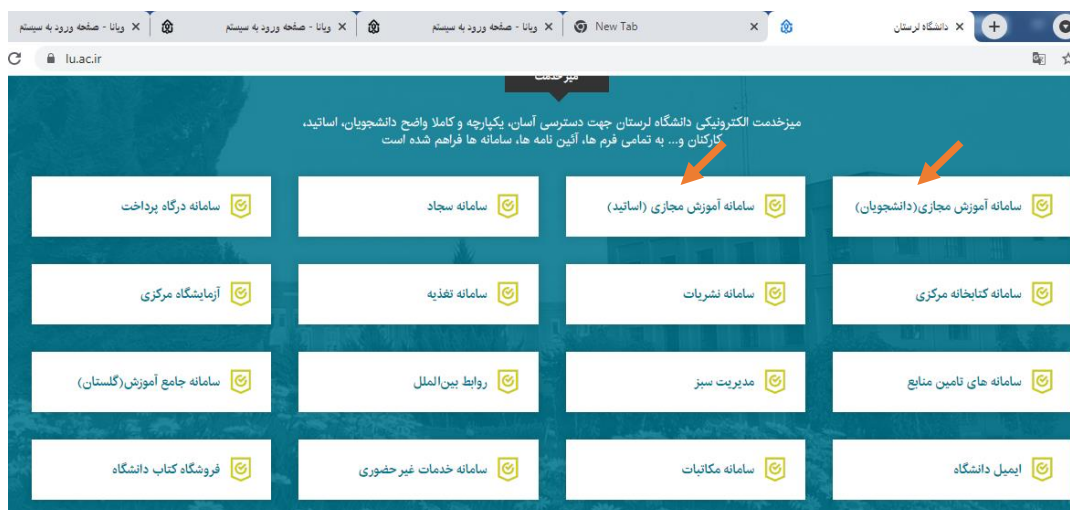 ویانا - صفحه ورود به سیستم
ویانا - صفحه ورود به سیستم
ویانا - صفحه ورود به سیستم
New Tab
دانشگاه لرستان
lu.ac.ir
میز خدمت
میزخدمت الکترونیکی دانشگاه لرستان جهت دسترسی آسان، یکپارچه و کاملا واضح دانشجویان، اساتید،
کارکنان و... به تمامی فرم ها، آئین نامه ها، سامانه ها فراهم شده است
سامانه آموزش مجازی(دانشجویان)
سامانه آموزش مجازی (اساتید)
سامانه سجاد
سامانه درگاه پرداخت
سامانه کتابخانه مرکزی
سامانه نشریات
سامانه تغذیه
آزمایشگاه مرکزی
سامانه های تامین منابع
مدیریت سبز
روابط بین‌الملل
سامانه جامع آموزش(گلستان)
ایمیل دانشگاه
سامانه مکاتبات
سامانه خدمات غیر حضوری
فروشگاه کتاب دانشگاه